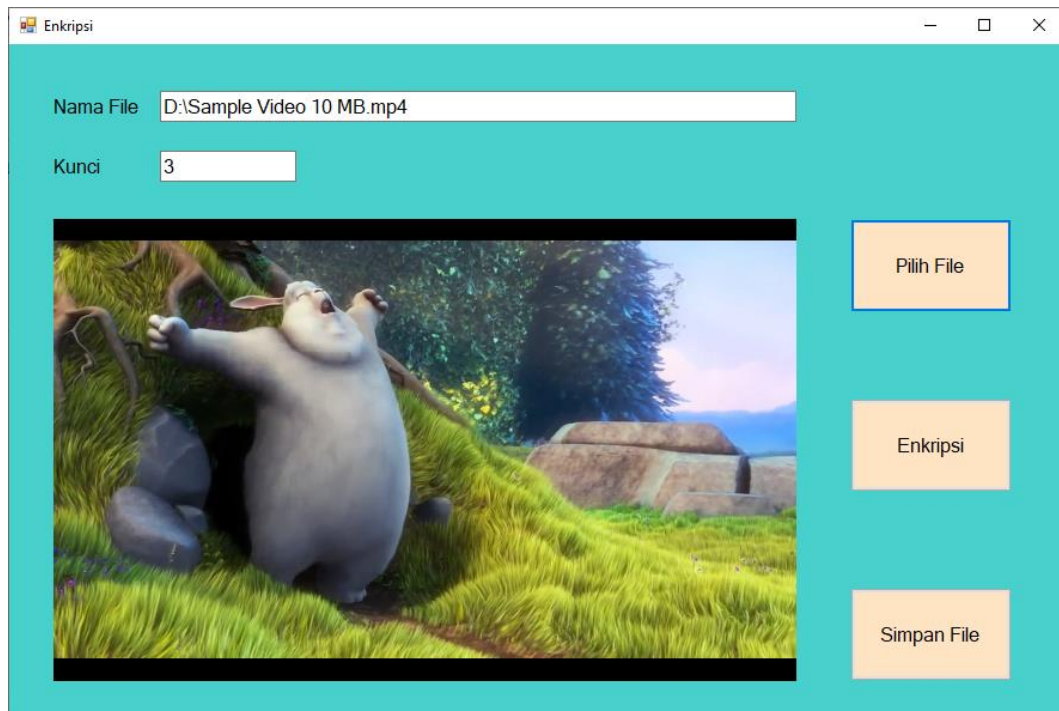 Enkripsi
Nama File D:\Sample Video 10 MB.mp4
Kunci 3
Pilih File
Enkripsi
Simpan File